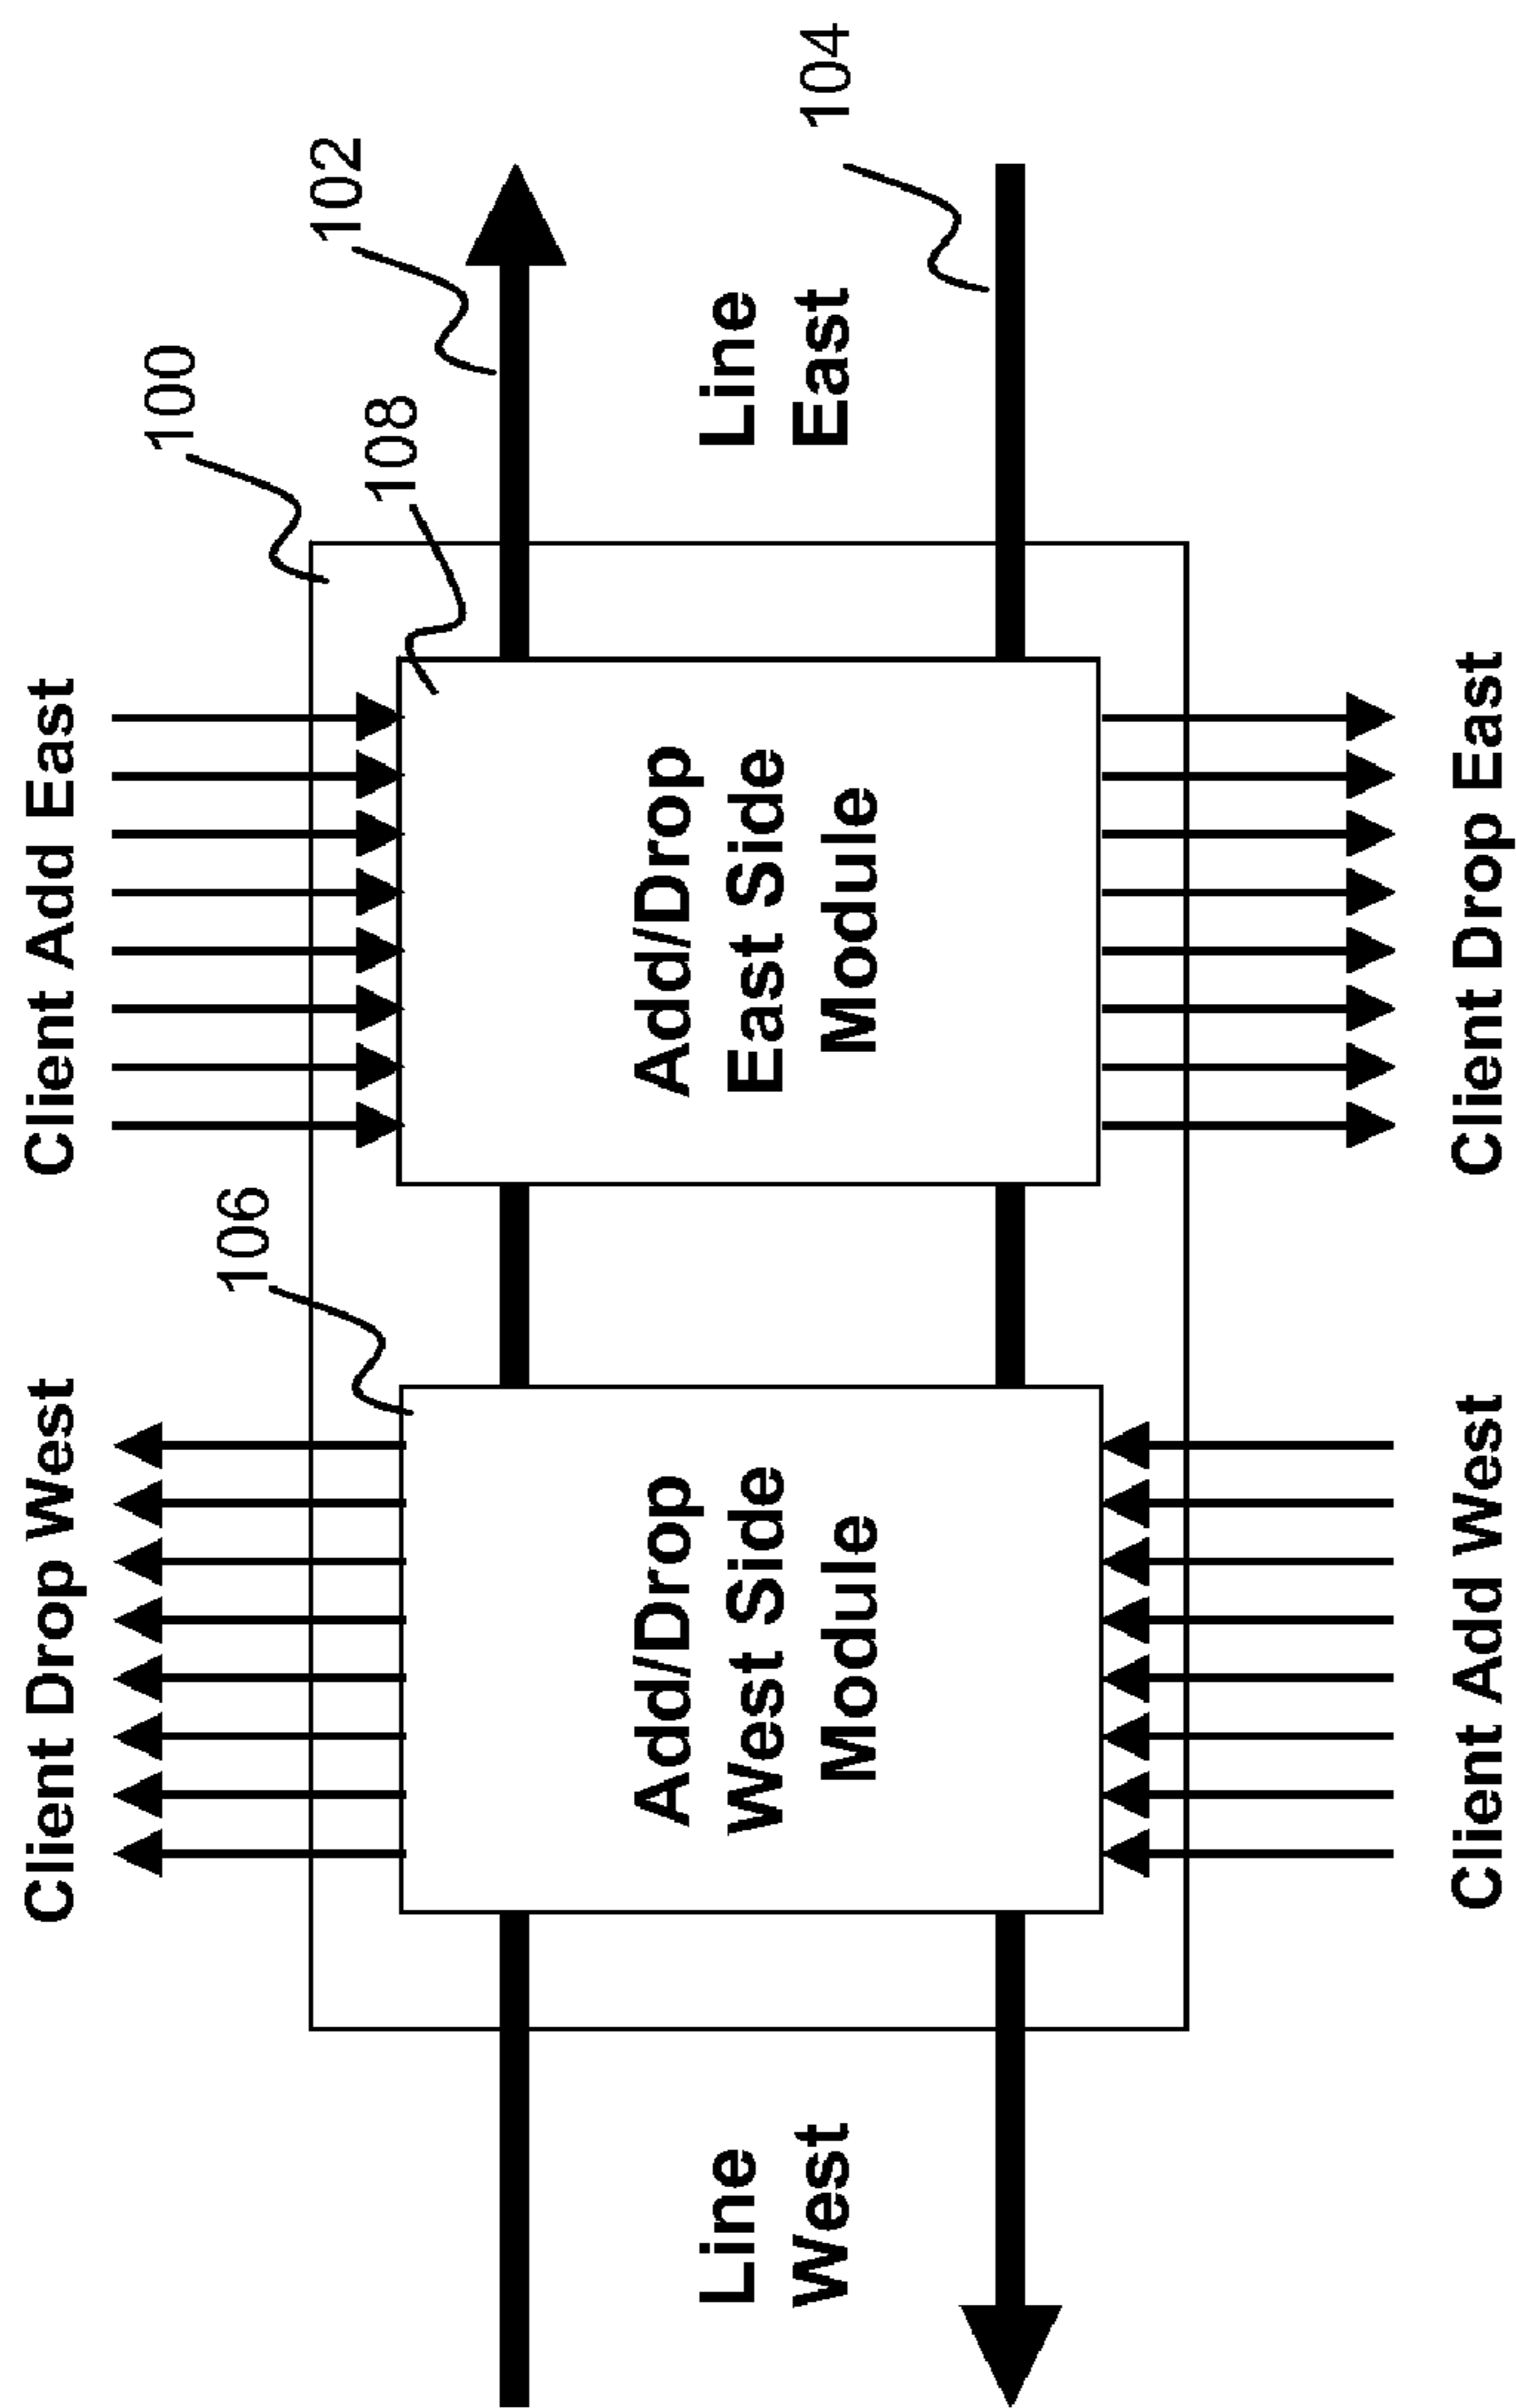 Client Drop West
Client Add East
100
106
102
108
Line
West
Add/Drop
West Side
Module
Add/Drop
East Side
Module
Line
East
104
Client Add West
Client Drop East